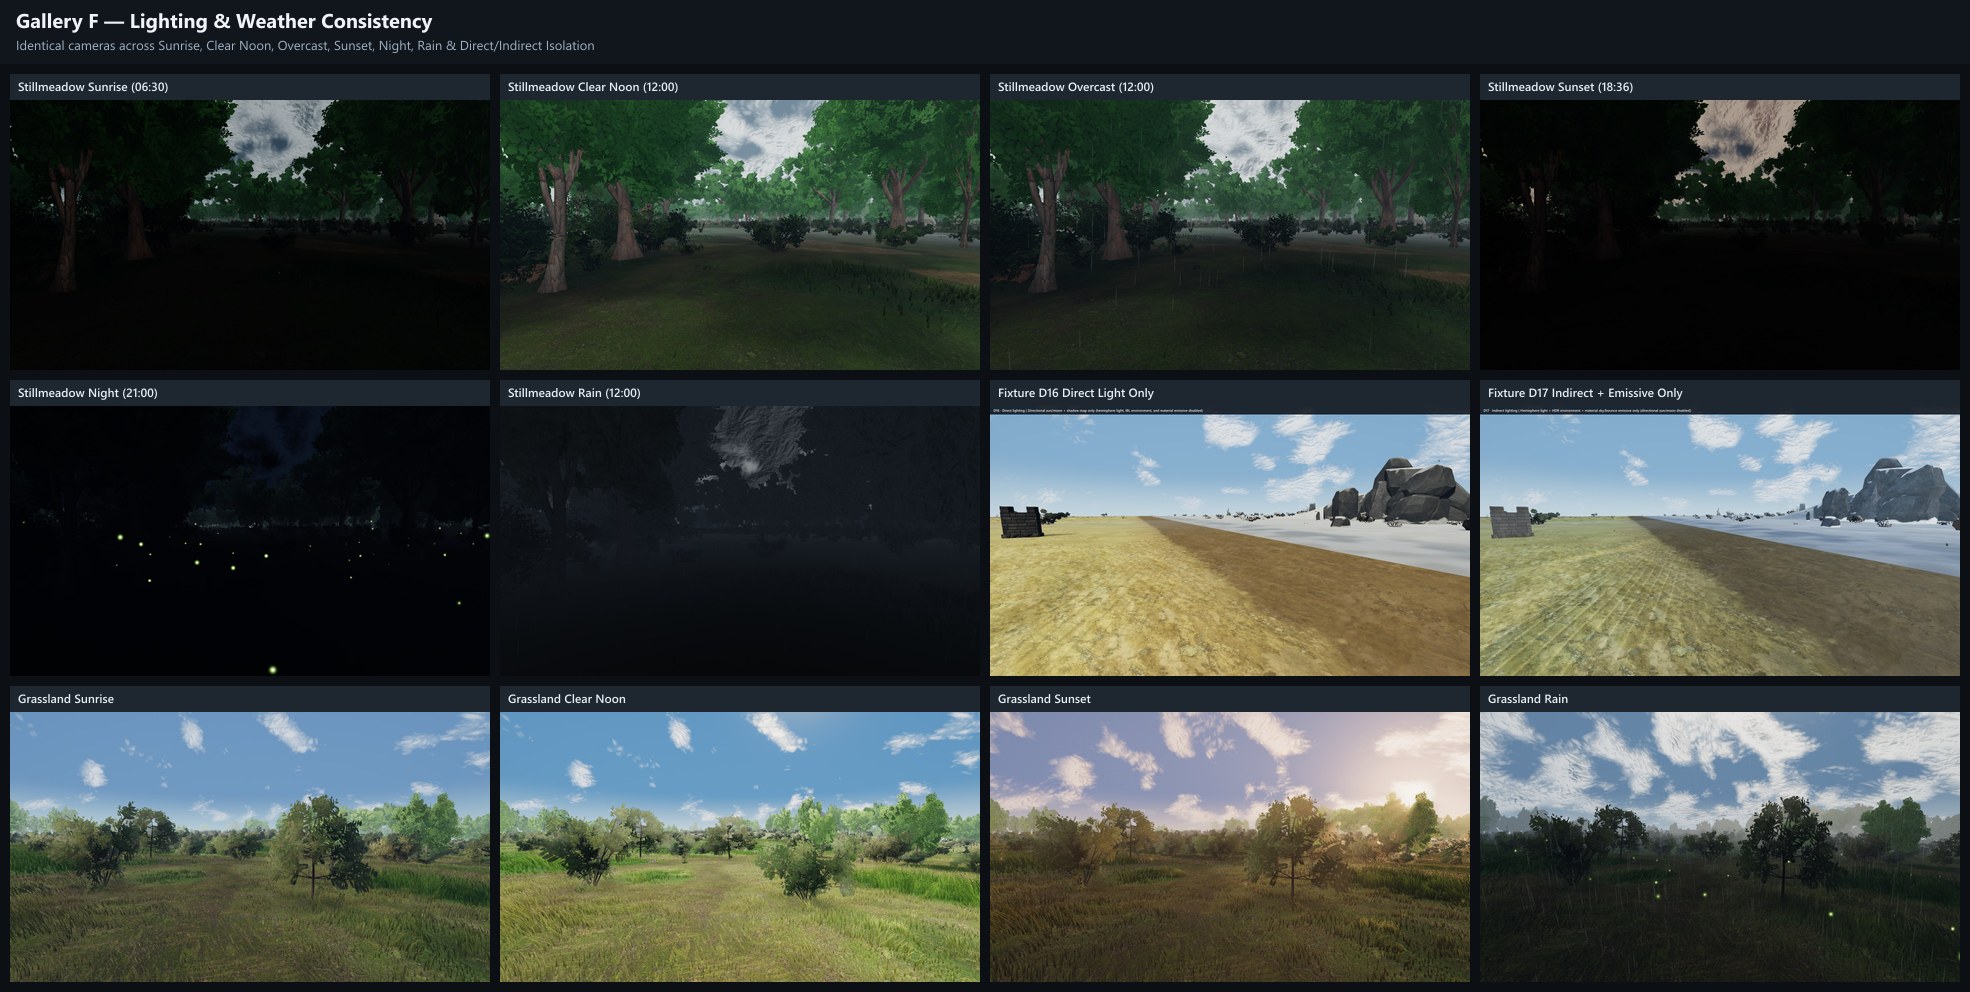 Gallery F — Lighting & Weather Consistency
Identical cameras across Sunrise, Clear Noon, Overcast, Sunset, Night, Rain & Direct/Indirect Isolation
Stillmeadow Sunrise (06:30)
Stillmeadow Clear Noon (12:00)
Stillmeadow Overcast (12:00)
Stillmeadow Sunset (18:36)
Stillmeadow Night (21:00)
Stillmeadow Rain (12:00)
Fixture D16 Direct Light Only
Fixture D17 Indirect + Emissive Only
Grassland Sunrise
Grassland Clear Noon
Grassland Sunset
Grassland Rain